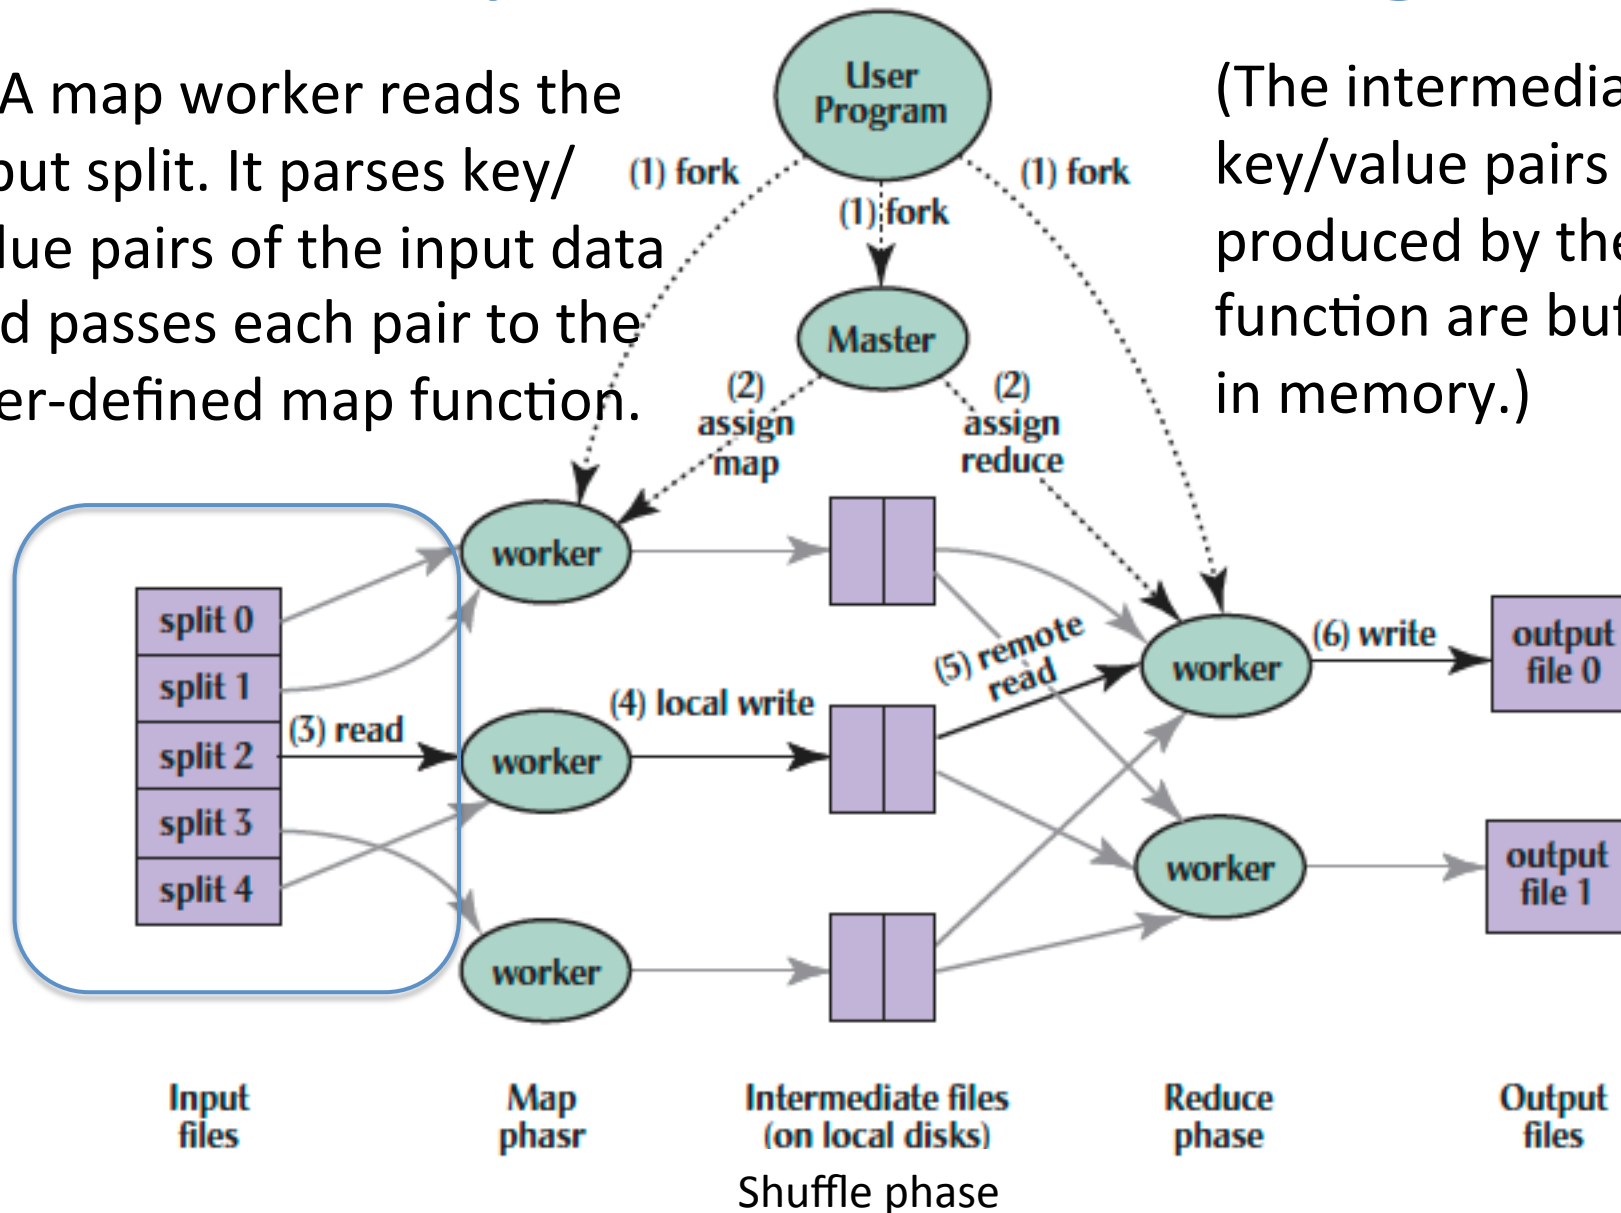 A map worker reads the
put split. It parses key/
lue pairs of the input data
d passes each pair to the
er-defined map function.
(The intermedia
key/value pairs
produced by the
function are buf
in memory.)
User
Program
(1) fork
(1) fork
(1) fork
Master
(2)
assign
map
(2)
assign
reduce
worker
split 0
split 1
split 2
split 3
split 4
(3) read
worker
(4) local write
worker
(5) remote
read
worker
(6) write
output
file 0
worker
output
file 1
Input
files
Map
phasr
Intermediate files
(on local disks)
Reduce
phase
Output
files
Shuffle phase